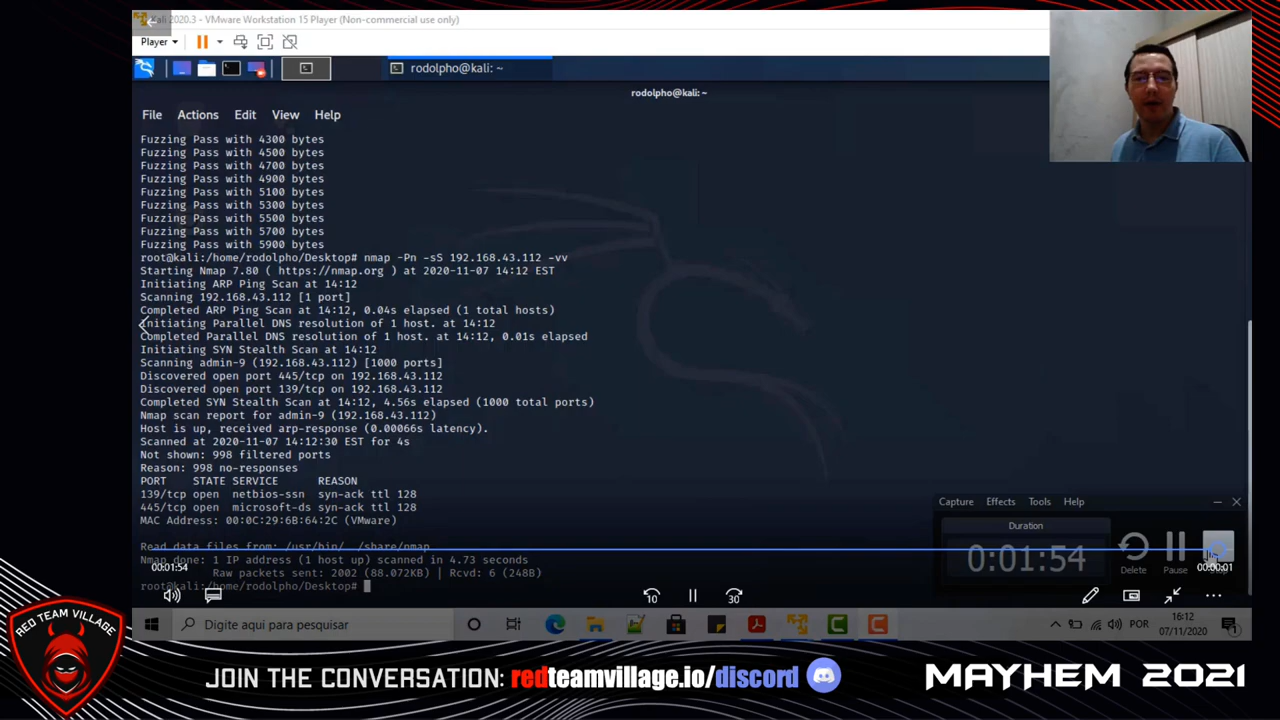 Kali 2020.3 - VMware Workstation 15 Player (Non-commercial use only)
Player
rodolpho@kali: ~
rodolpho@kali: ~
File Actions Edit View Help
Fuzzing Pass with 4300 bytes
Fuzzing Pass with 4500 bytes
Fuzzing Pass with 4700 bytes
Fuzzing Pass with 4900 bytes
Fuzzing Pass with 5100 bytes
Fuzzing Pass with 5300 bytes
Fuzzing Pass with 5500 bytes
Fuzzing Pass with 5700 bytes
Fuzzing Pass with 5900 bytes
root@kali:/home/rodolpho/Desktop# nmap -Pn -sS 192.168.43.112 -vv
Starting Nmap 7.80 ( https://nmap.org ) at 2020-11-07 14:12 EST
Initiating ARP Ping Scan at 14:12
Scanning 192.168.43.112 [1 port]
Completed ARP Ping Scan at 14:12, 0.04s elapsed (1 total hosts)
Initiating Parallel DNS resolution of 1 host. at 14:12
Completed Parallel DNS resolution of 1 host. at 14:12, 0.01s elapsed
Initiating SYN Stealth Scan at 14:12
Scanning admin-9 (192.168.43.112) [1000 ports]
Discovered open port 445/tcp on 192.168.43.112
Discovered open port 139/tcp on 192.168.43.112
Completed SYN Stealth Scan at 14:12, 4.56s elapsed (1000 total ports)
Nmap scan report for admin-9 (192.168.43.112)
Host is up, received arp-response (0.00066s latency).
Scanned at 2020-11-07 14:12:30 EST for 4s
Not shown: 998 filtered ports
Reason: 998 no-responses
PORT STATE SERVICE REASON
139/tcp open netbios-ssn syn-ack ttl 128
445/tcp open microsoft-ds syn-ack ttl 128
MAC Address: 00:0C:29:6B:64:2C (VMware)
Read data files from: /usr/bin/../share/nmap
Nmap done: 1 IP address (1 host up) scanned in 4.73 seconds
Raw packets sent: 2002 (88.072KB) | Rcvd: 6 (248B)
root@kali:/home/rodolpho/Desktop#
Capture Effects Tools Help
Duration
0:01:54
Delete Pause
00:01:54
00:00:01
10
30
Digite aqui para pesquisar
POR
16:12
07/11/2020
1
RED TEAM VILLAGE
JOIN THE CONVERSATION: redteamvillage.io/discord
MAYHEM 2021